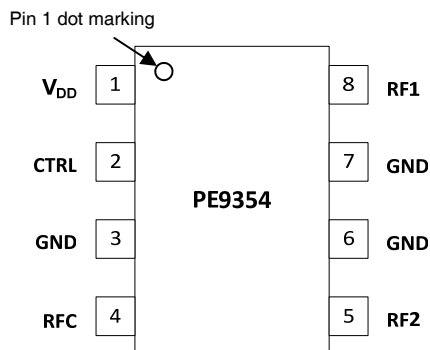 Pin 1 dot marking
VDD 1 8 RF1
CTRL 2 7 GND
PE9354
GND 3 6 GND
RFC 4 5 RF2